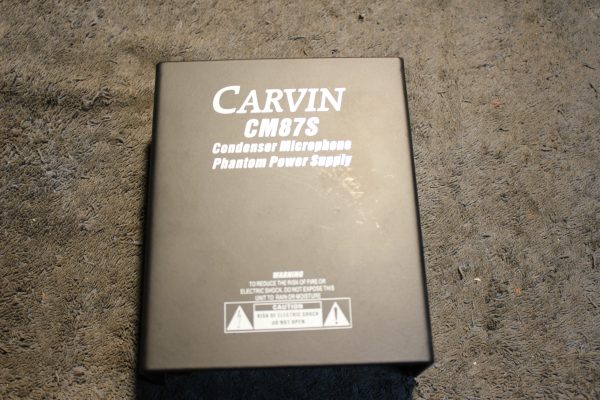 CARVIN
CM87S
Condenser Microphone
Phantom Power Supply
WARNING
TO REDUCE THE RISK OF FIRE OR
ELECTRIC SHOCK, DO NOT EXPOSE THIS
UNIT TO RAIN OR MOISTURE
CAUTION
RISK OF ELECTRIC SHOCK
DO NOT OPEN